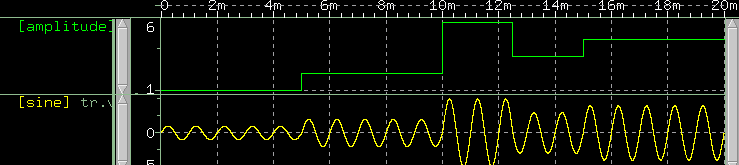 -0 2m 4m 6m 8m 10m 12m 14m 16m 18m 20m
[amplitude] 6
1
[sine] tr.v
0